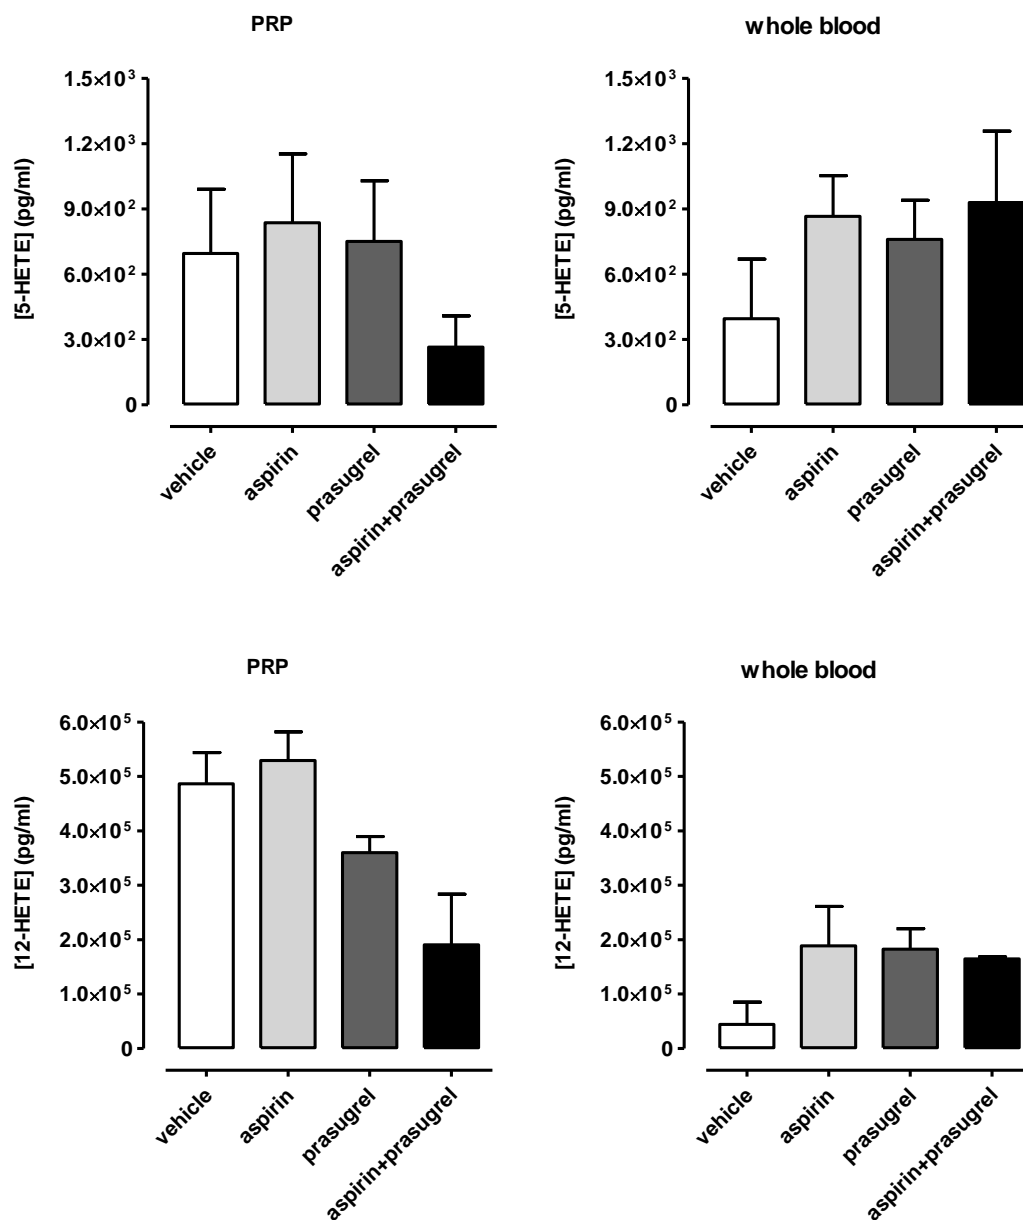 PRP
[5-HETE] (pg/ml)
1.5×10³
1.2×10³
9.0×10²
6.0×10²
3.0×10²
0
vehicle
aspirin
prasugrel
aspirin+prasugrel
whole blood
[5-HETE] (pg/ml)
1.5×10³
1.2×10³
9.0×10²
6.0×10²
3.0×10²
0
vehicle
aspirin
prasugrel
aspirin+prasugrel
PRP
[12-HETE] (pg/ml)
6.0×10⁵
5.0×10⁵
4.0×10⁵
3.0×10⁵
2.0×10⁵
1.0×10⁵
0
vehicle
aspirin
prasugrel
aspirin+prasugrel
whole blood
[12-HETE] (pg/ml)
6.0×10⁵
5.0×10⁵
4.0×10⁵
3.0×10⁵
2.0×10⁵
1.0×10⁵
0
vehicle
aspirin
prasugrel
aspirin+prasugrel